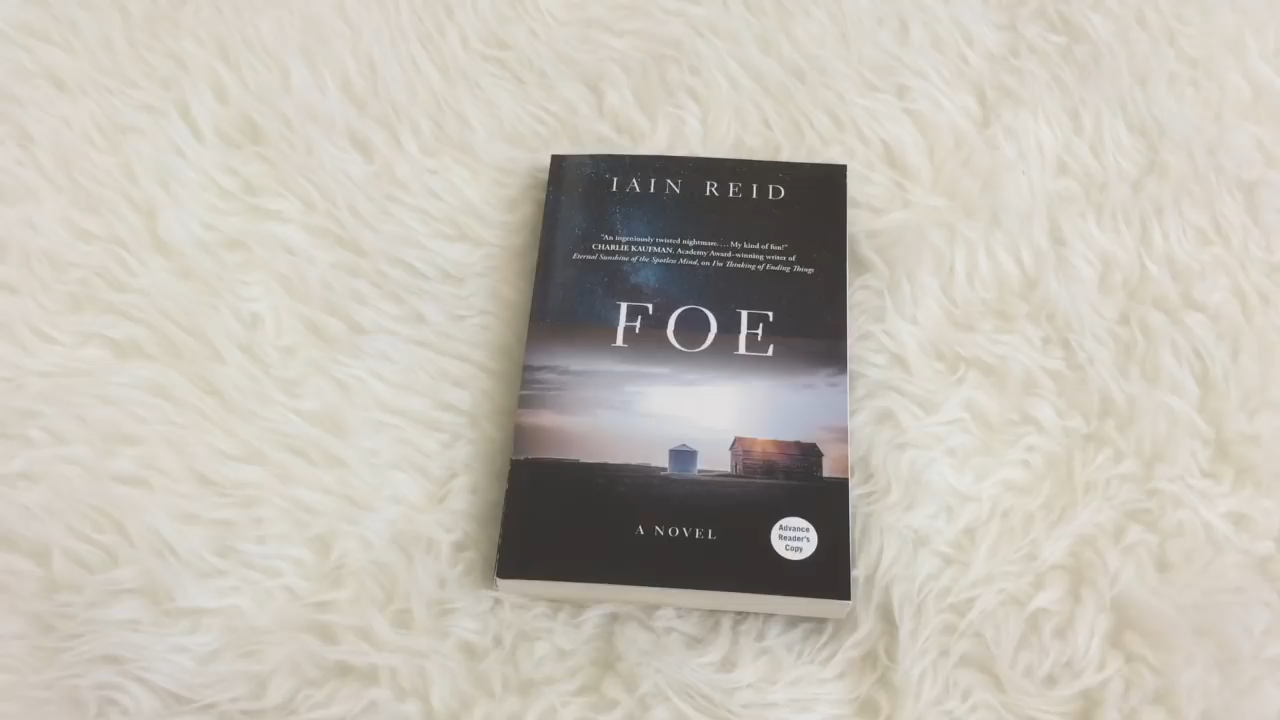 IAIN REID
"An ingeniously twisted nightmare. . . . My kind of fun!"
CHARLIE KAUFMAN, Academy Award–winning writer of
Eternal Sunshine of the Spotless Mind, on I'm Thinking of Ending Things
FOE
A NOVEL
Advance
Reader's
Copy